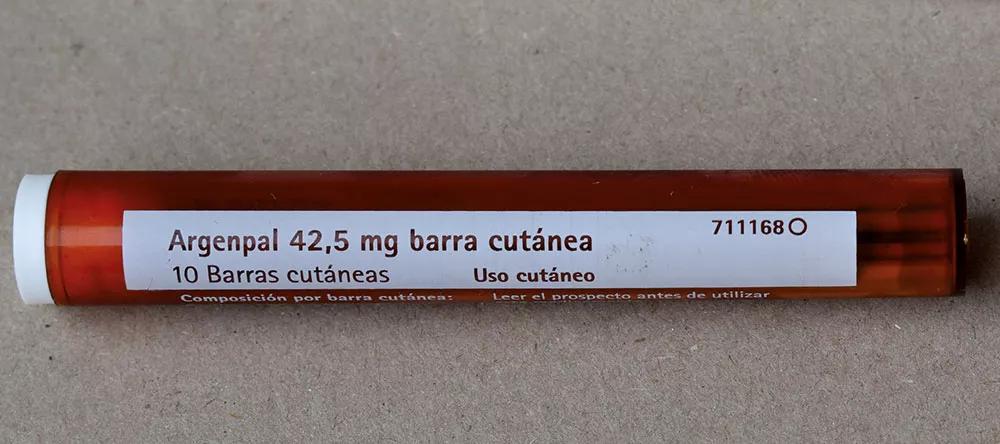 Argenpal 42,5 mg barra cutánea 711168O
10 Barras cutáneas Uso cutáneo
Composición por barra cutánea: Leer el prospecto antes de utilizar